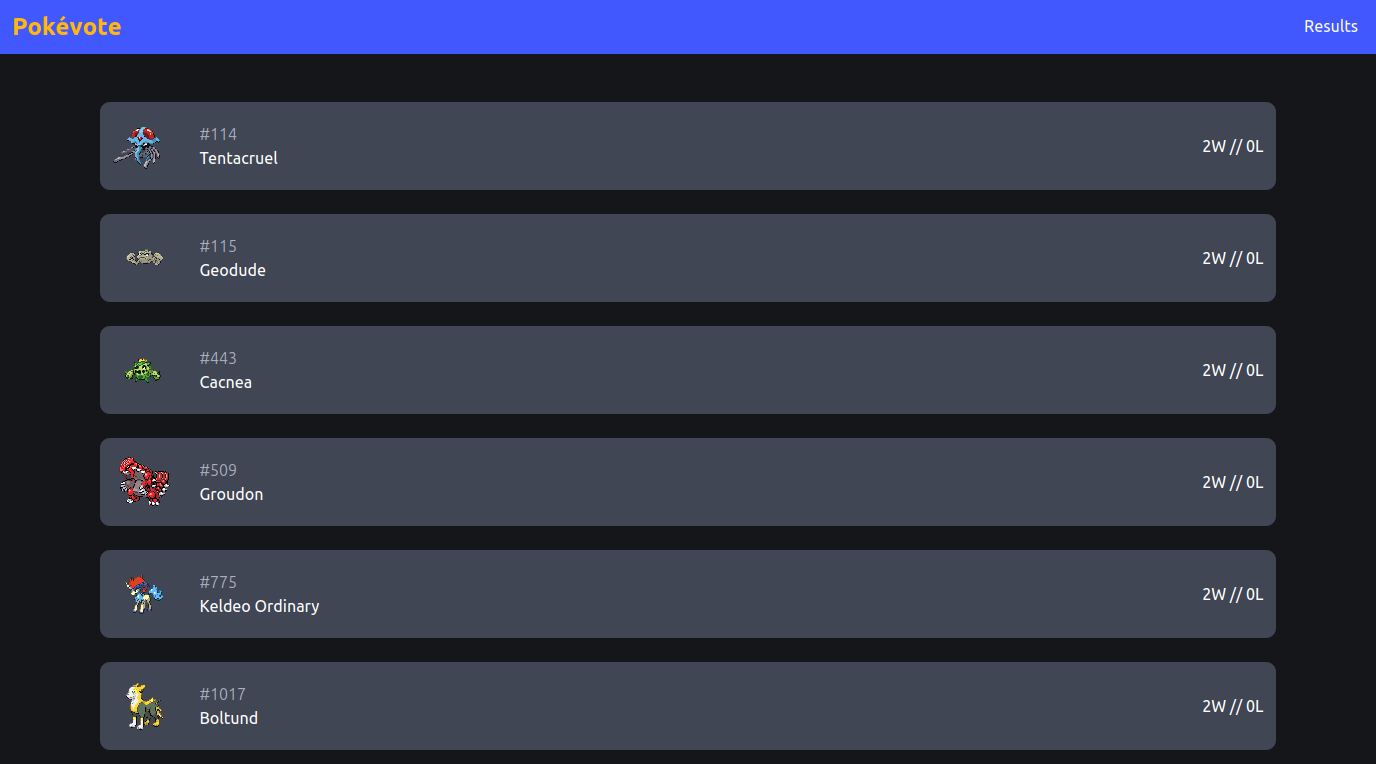 Pokévote
Results
#114
Tentacruel
2W // 0L
#115
Geodude
2W // 0L
#443
Cacnea
2W // 0L
#509
Groudon
2W // 0L
#775
Keldeo Ordinary
2W // 0L
#1017
Boltund
2W // 0L